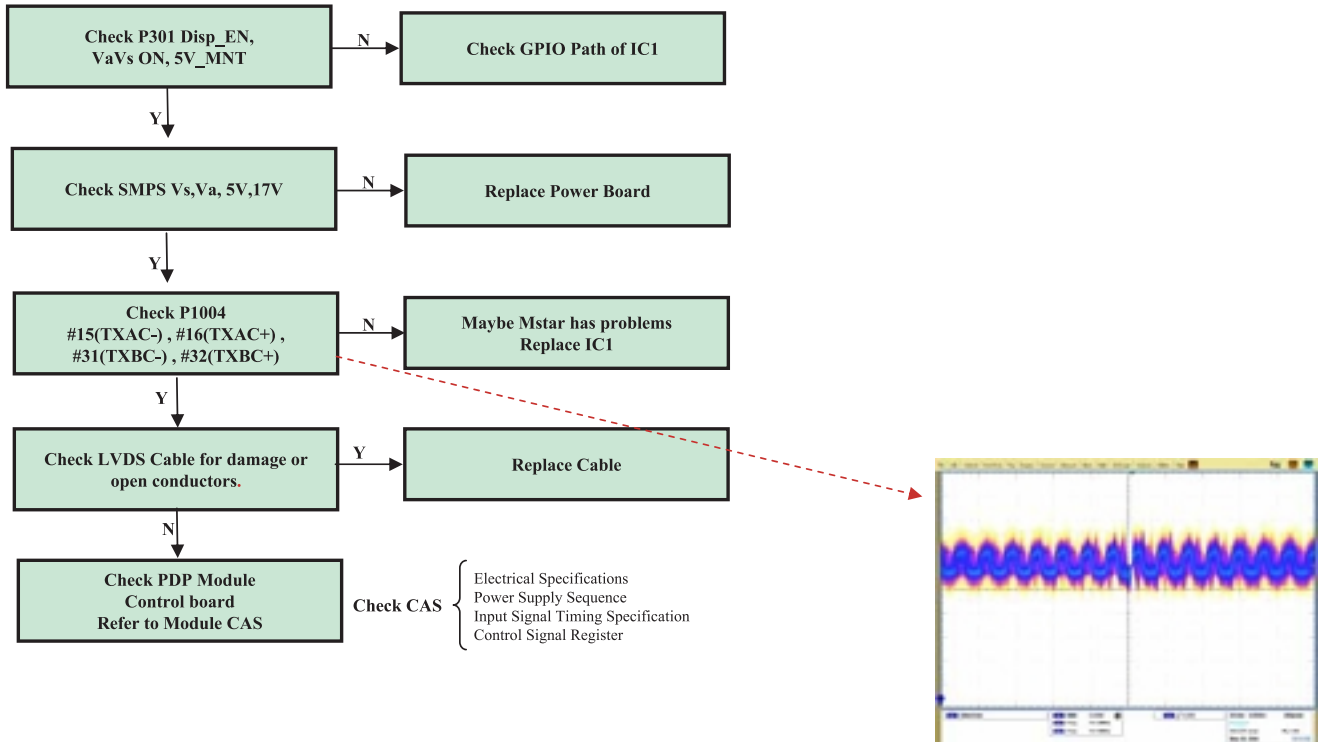 Check P301 Disp_EN,
VaVs ON, 5V_MNT
N
Check GPIO Path of IC1
Y
Check SMPS Vs,Va, 5V,17V
N
Replace Power Board
Y
Check P1004
#15(TXAC-) , #16(TXAC+) ,
#31(TXBC-) , #32(TXBC+)
N
Maybe Mstar has problems
Replace IC1
Y
Check LVDS Cable for damage or
open conductors.
Y
Replace Cable
N
Check PDP Module
Control board
Refer to Module CAS
Check CAS
Electrical Specifications
Power Supply Sequence
Input Signal Timing Specification
Control Signal Register